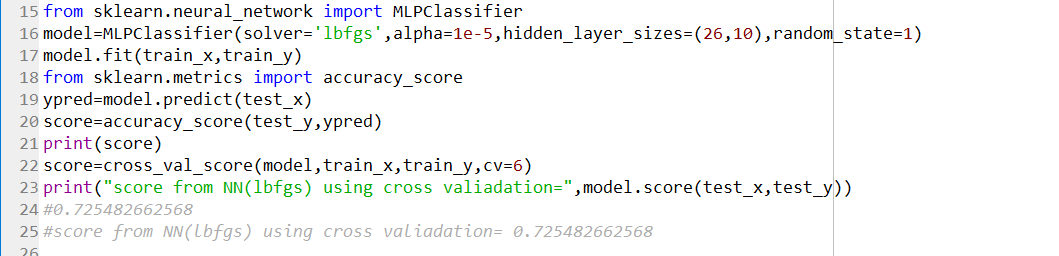 15 from sklearn.neural_network import MLPClassifier
16 model=MLPClassifier(solver='lbfgs',alpha=1e-5,hidden_layer_sizes=(26,10),random_state=1)
17 model.fit(train_x,train_y)
18 from sklearn.metrics import accuracy_score
19 ypred=model.predict(test_x)
20 score=accuracy_score(test_y,ypred)
21 print(score)
22 score=cross_val_score(model,train_x,train_y,cv=6)
23 print("score from NN(lbfgs) using cross valiadation=",model.score(test_x,test_y))
24 #0.725482662568
25 #score from NN(lbfgs) using cross valiadation= 0.725482662568
26